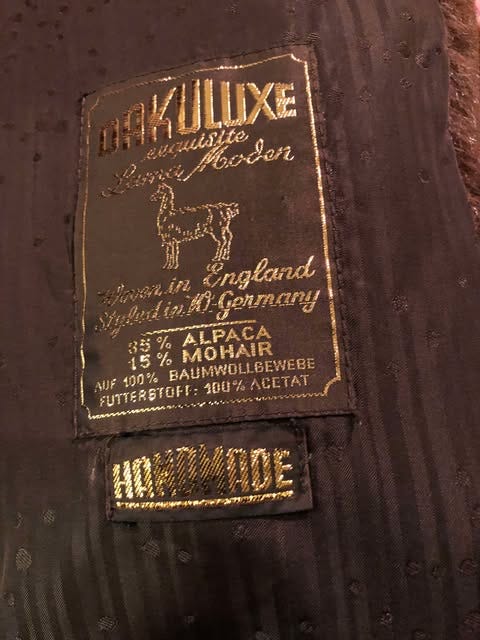 DAKULUXE
exquisite
Lama Moden
Woven in England
Styled in W-Germany
85% ALPACA
15% MOHAIR
AUF 100% BAUMWOLLGEWEBE
FUTTERSTOFF: 100% ACETAT
HANDMADE